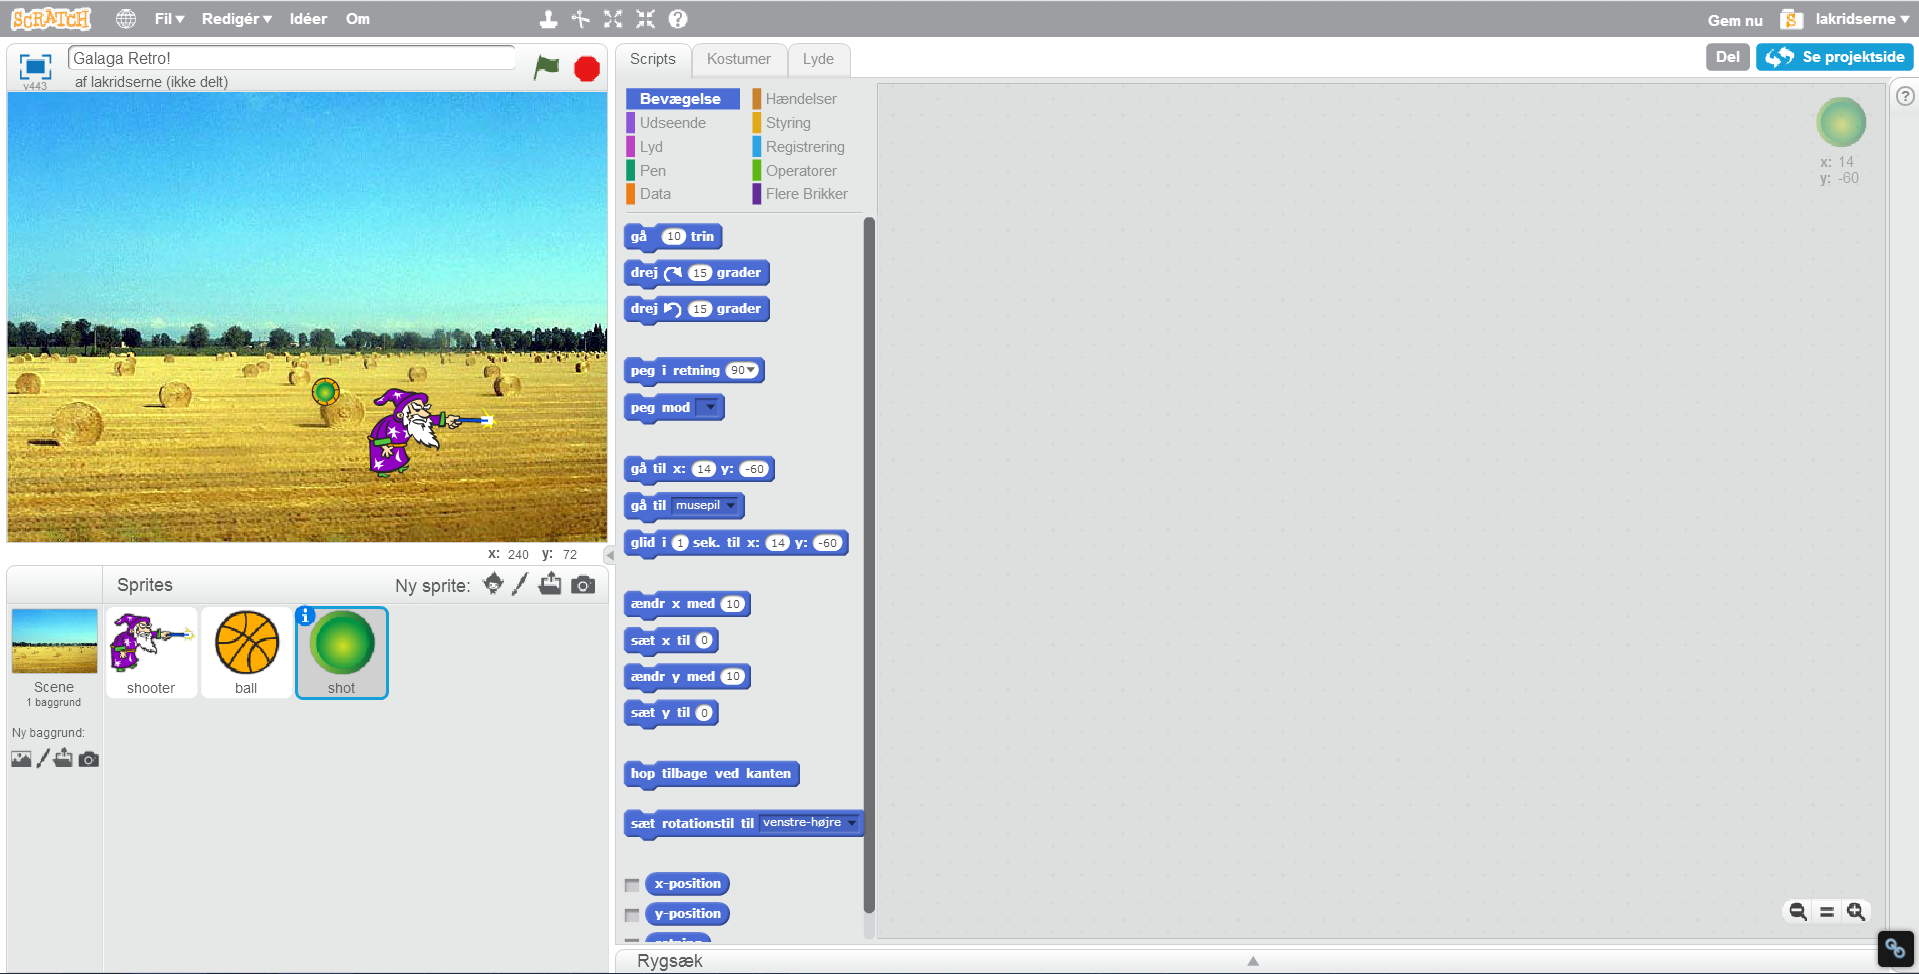 SCRATCH Fil Redigér Idéer Om Gem nu lakridserne
Galaga Retro!
af lakridserne (ikke delt)
v443
Scripts Kostumer Lyde Del Se projektside
Bevægelse Hændelser
Udseende Styring
Lyd Registrering
Pen Operatorer
Data Flere Brikker
x: 14
y: -60
gå 10 trin
drej 15 grader
drej 15 grader
peg i retning 90
peg mod
gå til x: 14 y: -60
gå til musepil
glid i 1 sek. til x: 14 y: -60
ændr x med 10
sæt x til 0
ændr y med 10
sæt y til 0
hop tilbage ved kanten
sæt rotationstil til venstre-højre
x-position
y-position
retning
x: 240 y: 72
Sprites Ny sprite:
shooter ball shot
Scene
1 baggrund
Ny baggrund:
Rygsæk